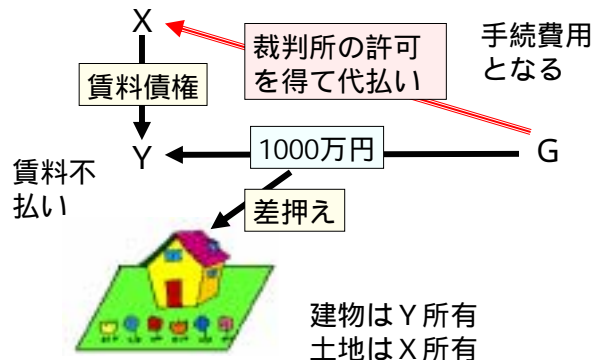 X
裁判所の許可
を得て代払い
手続費用
となる
賃料債権
Y
1000万円
G
賃料不
払い
差押え
建物はＹ所有
土地はＸ所有